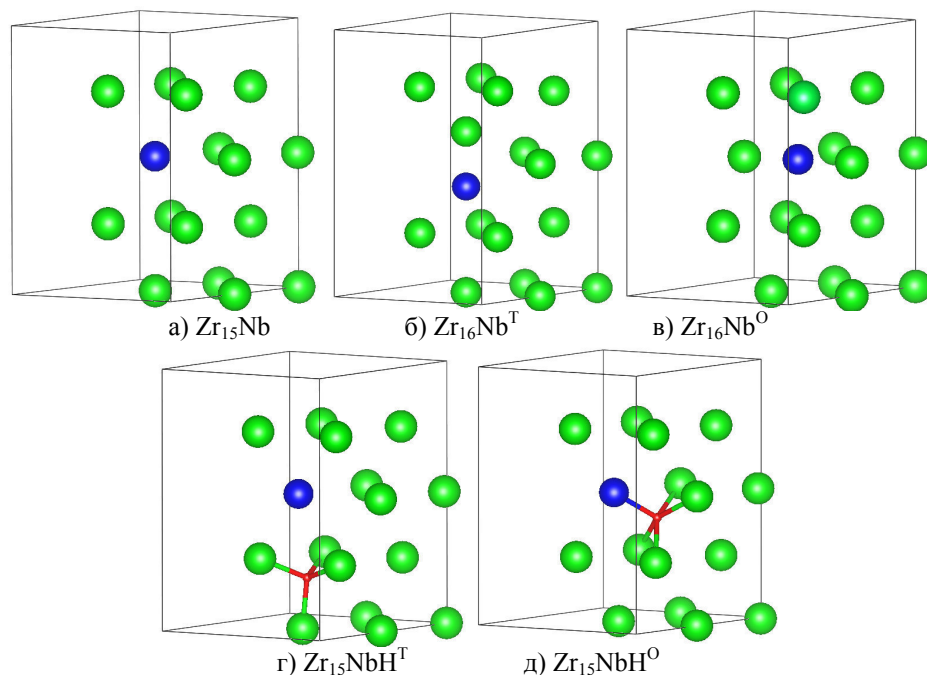 а) Zr₁₅Nb
б) Zr₁₆Nbᵀ
в) Zr₁₆Nbᴼ
г) Zr₁₅NbHᵀ
д) Zr₁₅NbHᴼ